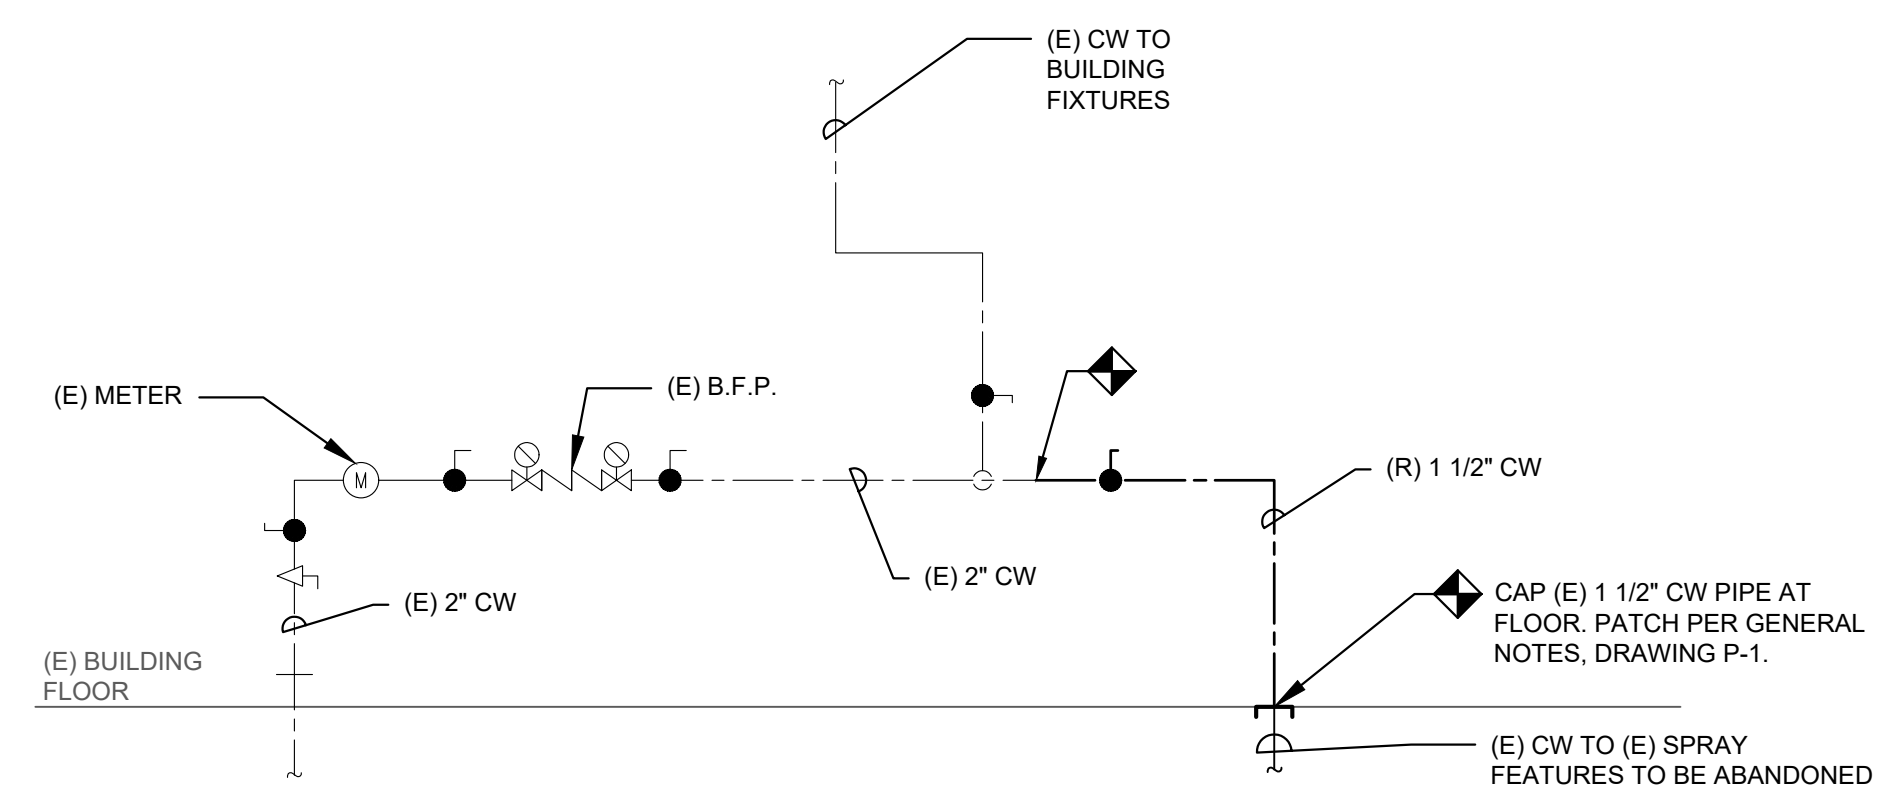 (E) CW TO
BUILDING
FIXTURES
(E) METER
(E) B.F.P.
M
(R) 1 1/2" CW
(E) 2" CW
(E) 2" CW
CAP (E) 1 1/2" CW PIPE AT
FLOOR. PATCH PER GENERAL
NOTES, DRAWING P-1.
(E) BUILDING
FLOOR
(E) CW TO (E) SPRAY
FEATURES TO BE ABANDONED